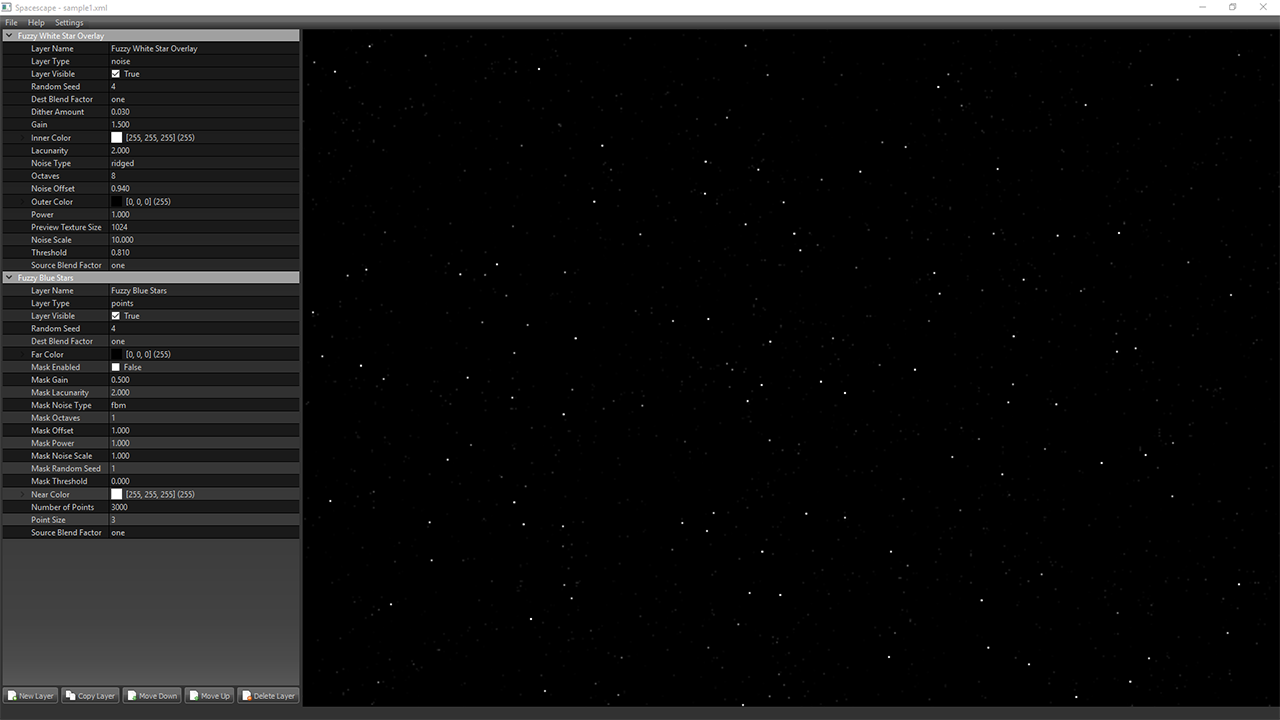 Spacescape - sample1.xml
File Help Settings
Fuzzy White Star Overlay
Layer Name Fuzzy White Star Overlay
Layer Type noise
Layer Visible True
Random Seed 4
Dest Blend Factor one
Dither Amount 0.030
Gain 1.500
Inner Color [255, 255, 255] (255)
Lacunarity 2.000
Noise Type ridged
Octaves 8
Noise Offset 0.940
Outer Color [0, 0, 0] (255)
Power 1.000
Preview Texture Size 1024
Noise Scale 10.000
Threshold 0.810
Source Blend Factor one
Fuzzy Blue Stars
Layer Name Fuzzy Blue Stars
Layer Type points
Layer Visible True
Random Seed 4
Dest Blend Factor one
Far Color [0, 0, 0] (255)
Mask Enabled False
Mask Gain 0.500
Mask Lacunarity 2.000
Mask Noise Type fbm
Mask Octaves 1
Mask Offset 1.000
Mask Power 1.000
Mask Noise Scale 1.000
Mask Random Seed 1
Mask Threshold 0.000
Near Color [255, 255, 255] (255)
Number of Points 3000
Point Size 3
Source Blend Factor one
New Layer Copy Layer Move Down Move Up Delete Layer